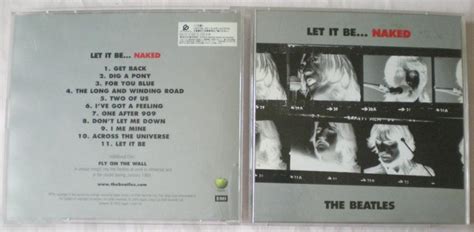 LET IT BE... NAKED
1. GET BACK
2. DIG A PONY
3. FOR YOU BLUE
4. THE LONG AND WINDING ROAD
5. TWO OF US
6. I'VE GOT A FEELING
7. ONE AFTER 909
8. DON'T LET ME DOWN
9. I ME MINE
10. ACROSS THE UNIVERSE
11. LET IT BE
FLY ON THE WALL
www.thebeatles.com
EMI
LET IT BE... NAKED
THE BEATLES